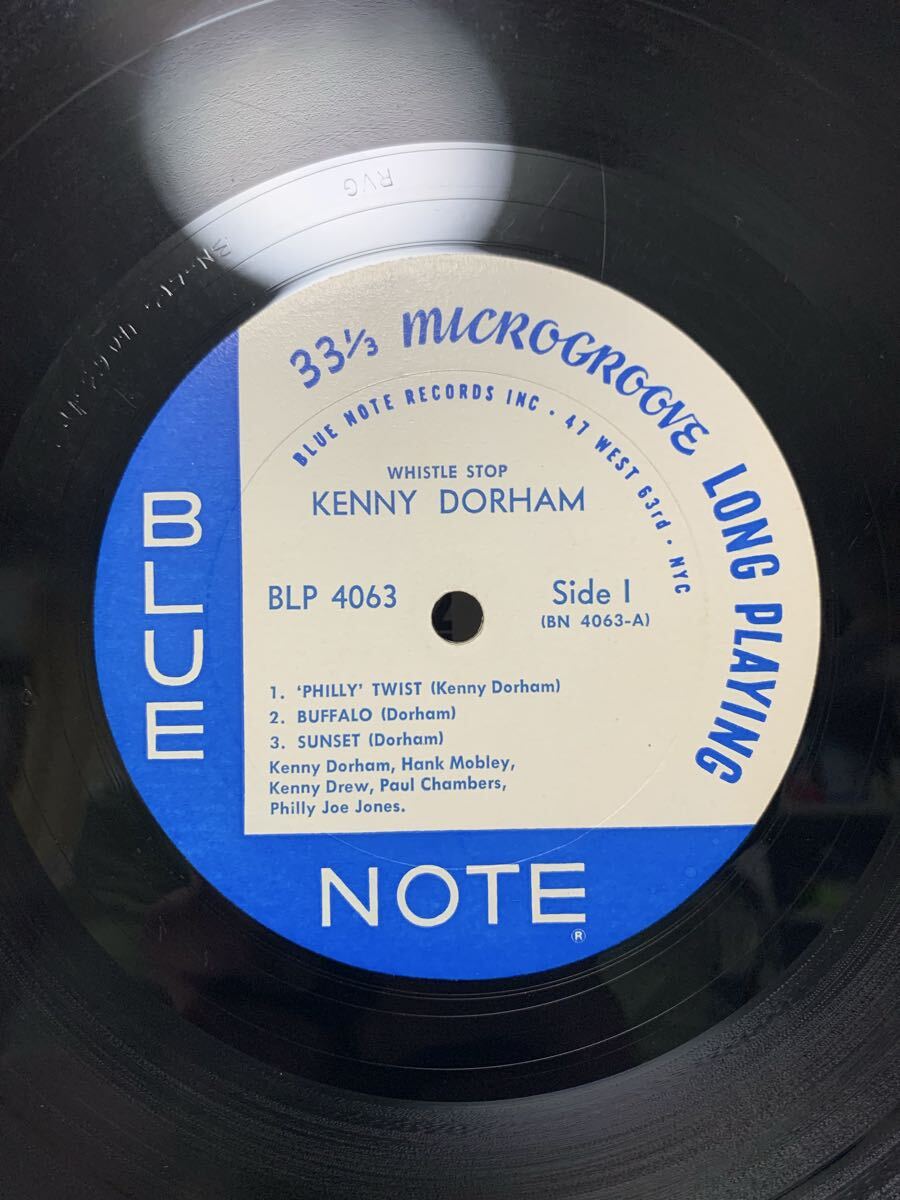 RVG
33⅓ MICROGROOVE LONG PLAYING
BLUE NOTE RECORDS INC · 47 WEST 63rd · NYC
WHISTLE STOP
KENNY DORHAM
BLP 4063
Side 1
(BN 4063-A)
1. ‘PHILLY’ TWIST (Kenny Dorham)
2. BUFFALO (Dorham)
3. SUNSET (Dorham)
Kenny Dorham, Hank Mobley,
Kenny Drew, Paul Chambers,
Philly Joe Jones.
BLUE
NOTE
®